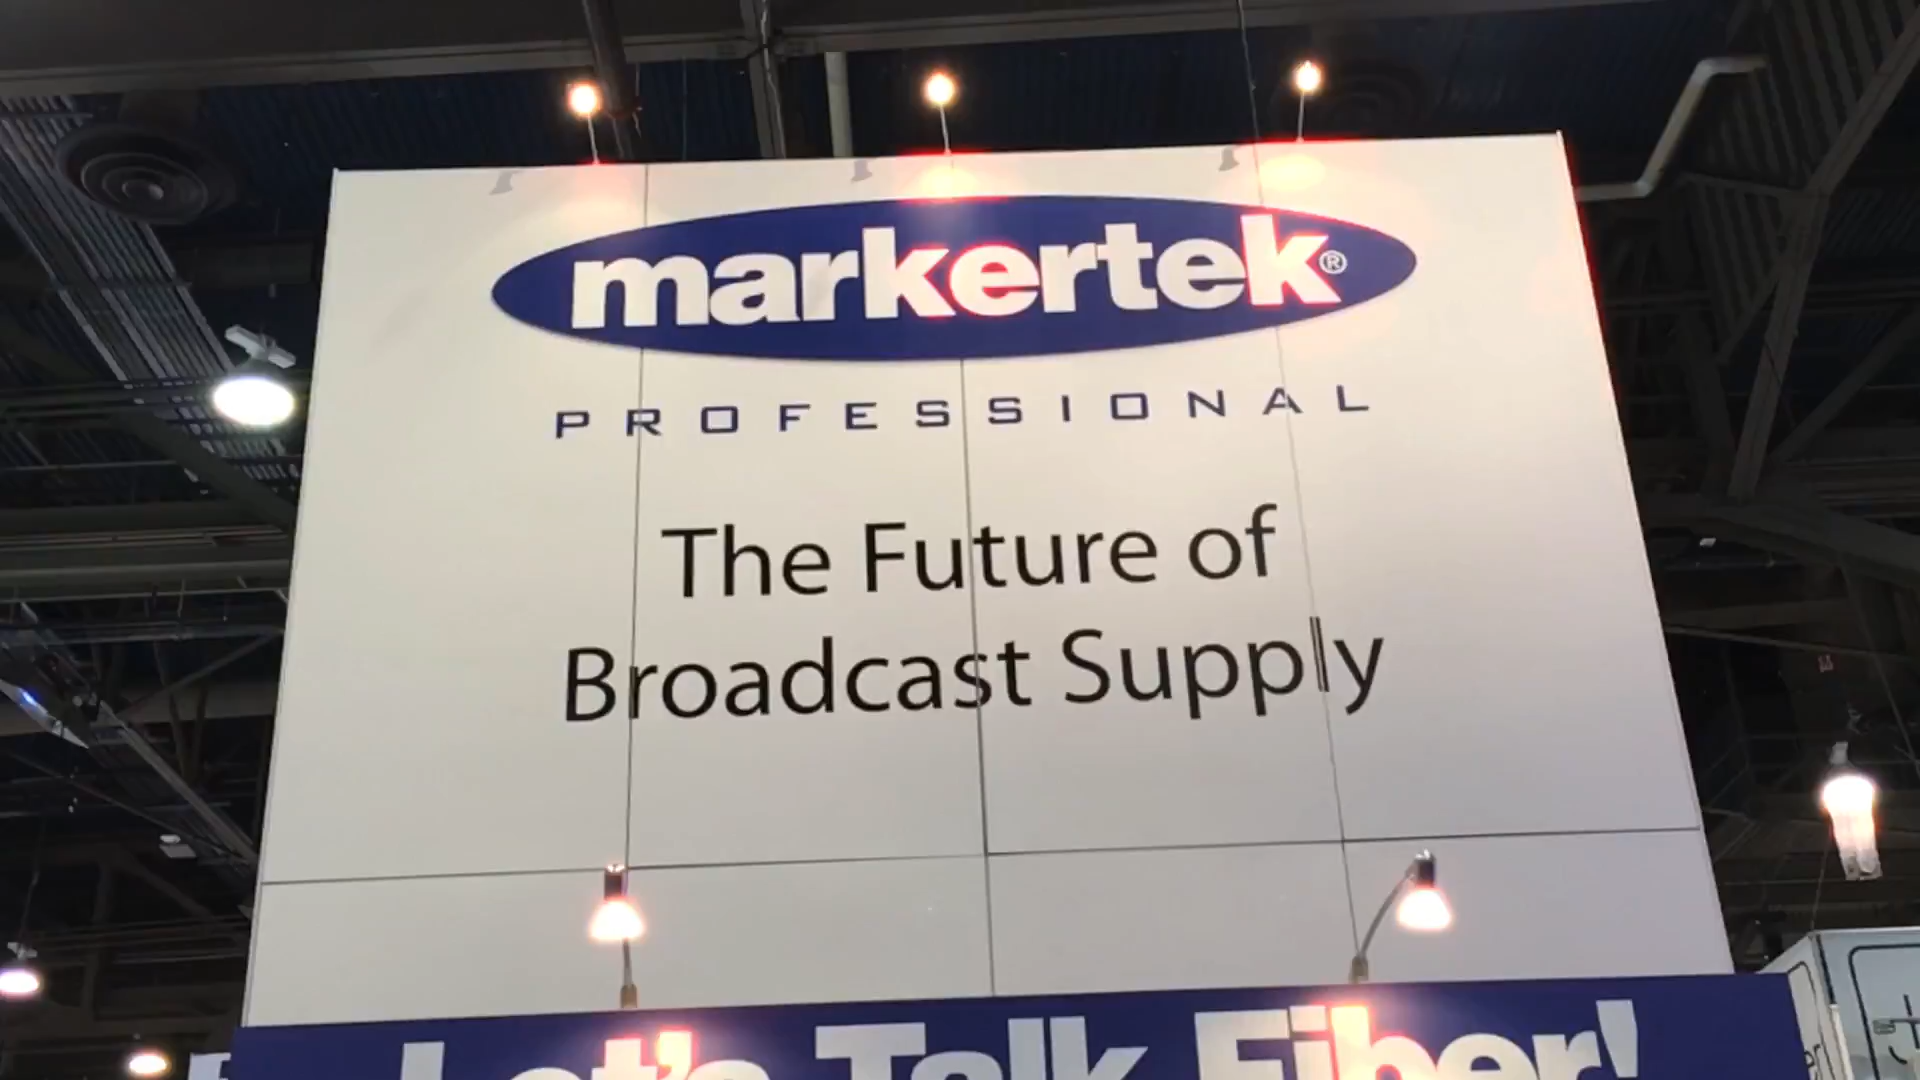 markertek®
PROFESSIONAL
The Future of
Broadcast Supply
Let's Talk Fiber!